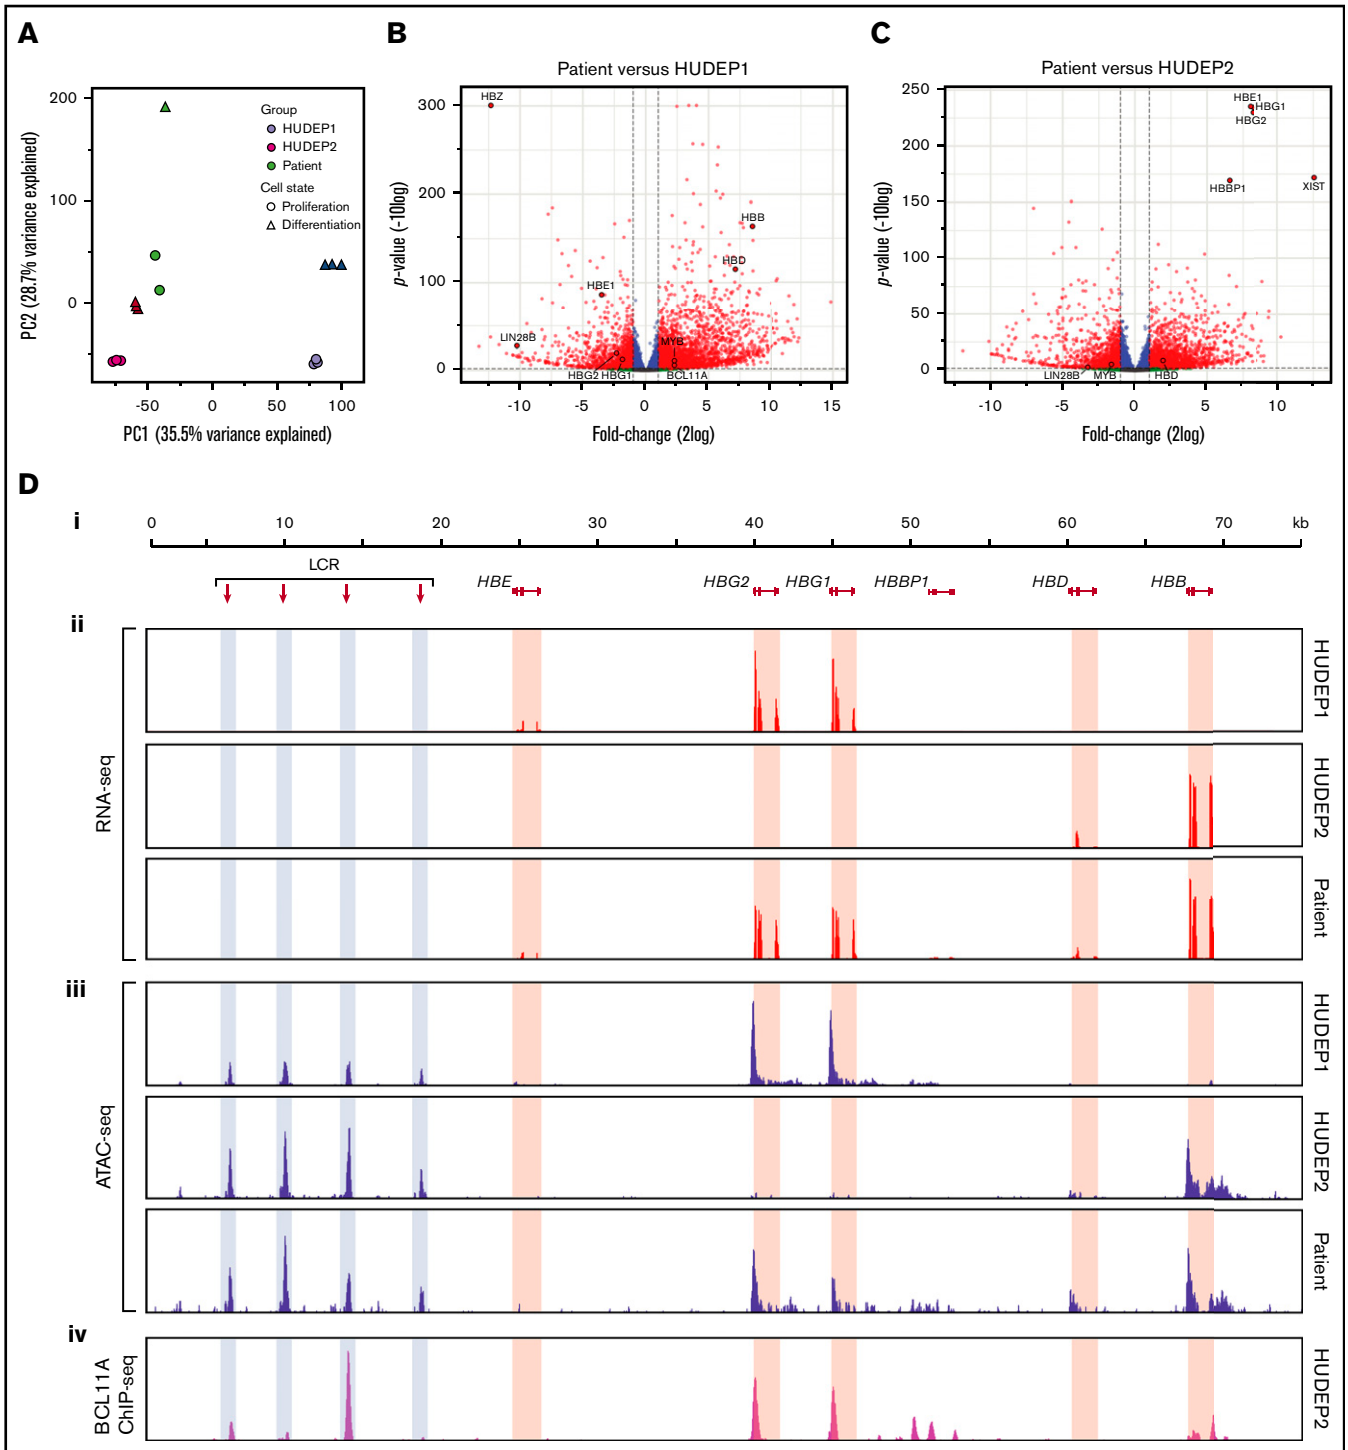 A
PC2 (28.7% variance explained)
200
100
0
-50
0
50
100
PC1 (35.5% variance explained)
Group
HUDEP1
HUDEP2
Patient
Cell state
Proliferation
Differentiation
B
Patient versus HUDEP1
p-value (-10log)
300
200
100
0
-10
-5
0
5
10
15
Fold-change (2log)
HBZ
HBB
HBD
HBE1
LIN28B
MYB
HBG2 HBG1
BCL11A
C
Patient versus HUDEP2
p-value (-10log)
250
200
150
100
50
0
-10
-5
0
5
10
Fold-change (2log)
HBE1
HBG1
HBG2
HBBP1
XIST
LIN28B
MYB
HBD
D
i
0 10 20 30 40 50 60 70 kb
LCR
HBE HBG2 HBG1 HBBP1 HBD HBB
ii
RNA-seq
HUDEP1
HUDEP2
Patient
iii
ATAC-seq
HUDEP1
HUDEP2
Patient
iv
BCL11A
ChIP-seq
HUDEP2